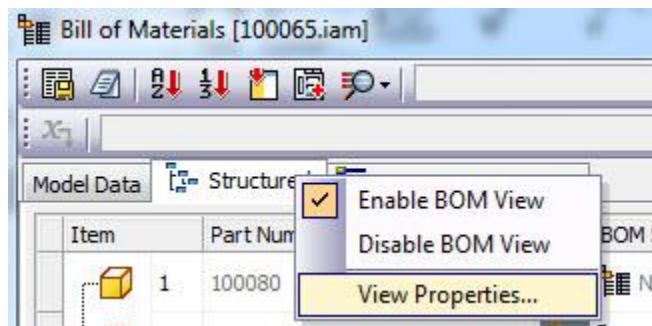 Bill of Materials [100065.iam]
Model Data Structure
Enable BOM View
Disable BOM View
View Properties...
Item Part Num BOM
1 100080 N